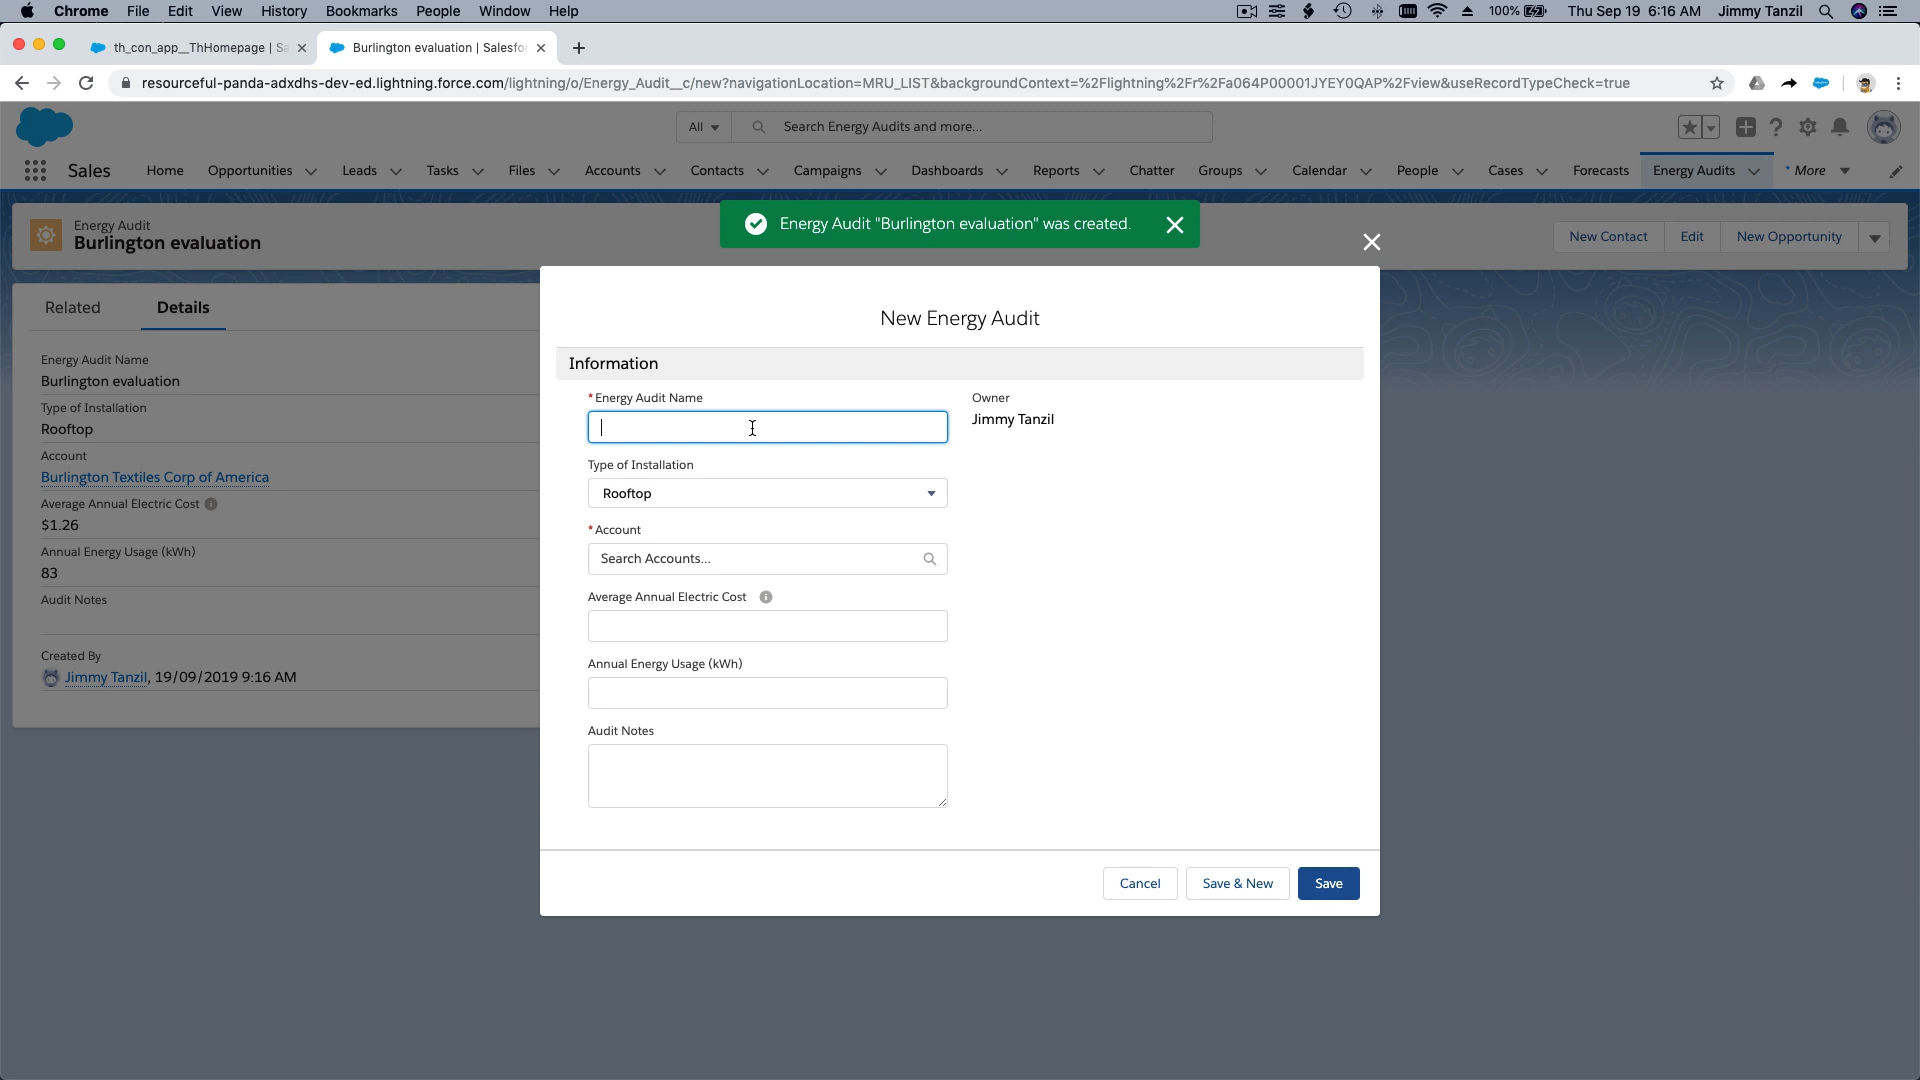 Chrome File Edit View History Bookmarks People Window Help 100% Thu Sep 19 6:16 AM Jimmy Tanzil
th_con_app__ThHomepage | Sa Burlington evaluation | Salesfo
resourceful-panda-adxdhs-dev-ed.lightning.force.com/lightning/o/Energy_Audit__c/new?navigationLocation=MRU_LIST&backgroundContext=%2Flightning%2Fr%2Fa064P00001JYEY0QAP%2Fview&useRecordTypeCheck=true
All Search Energy Audits and more...
Sales Home Opportunities Leads Tasks Files Accounts Contacts Campaigns Dashboards Reports Chatter Groups Calendar People Cases Forecasts Energy Audits * More
Energy Audit
Burlington evaluation
Energy Audit "Burlington evaluation" was created.
New Contact Edit New Opportunity
Related Details
Energy Audit Name
Burlington evaluation
Type of Installation
Rooftop
Account
Burlington Textiles Corp of America
Average Annual Electric Cost
$1.26
Annual Energy Usage (kWh)
83
Audit Notes
Created By
Jimmy Tanzil, 19/09/2019 9:16 AM
New Energy Audit
Information
* Energy Audit Name
Owner
Jimmy Tanzil
Type of Installation
Rooftop
* Account
Search Accounts...
Average Annual Electric Cost
Annual Energy Usage (kWh)
Audit Notes
Cancel Save & New Save